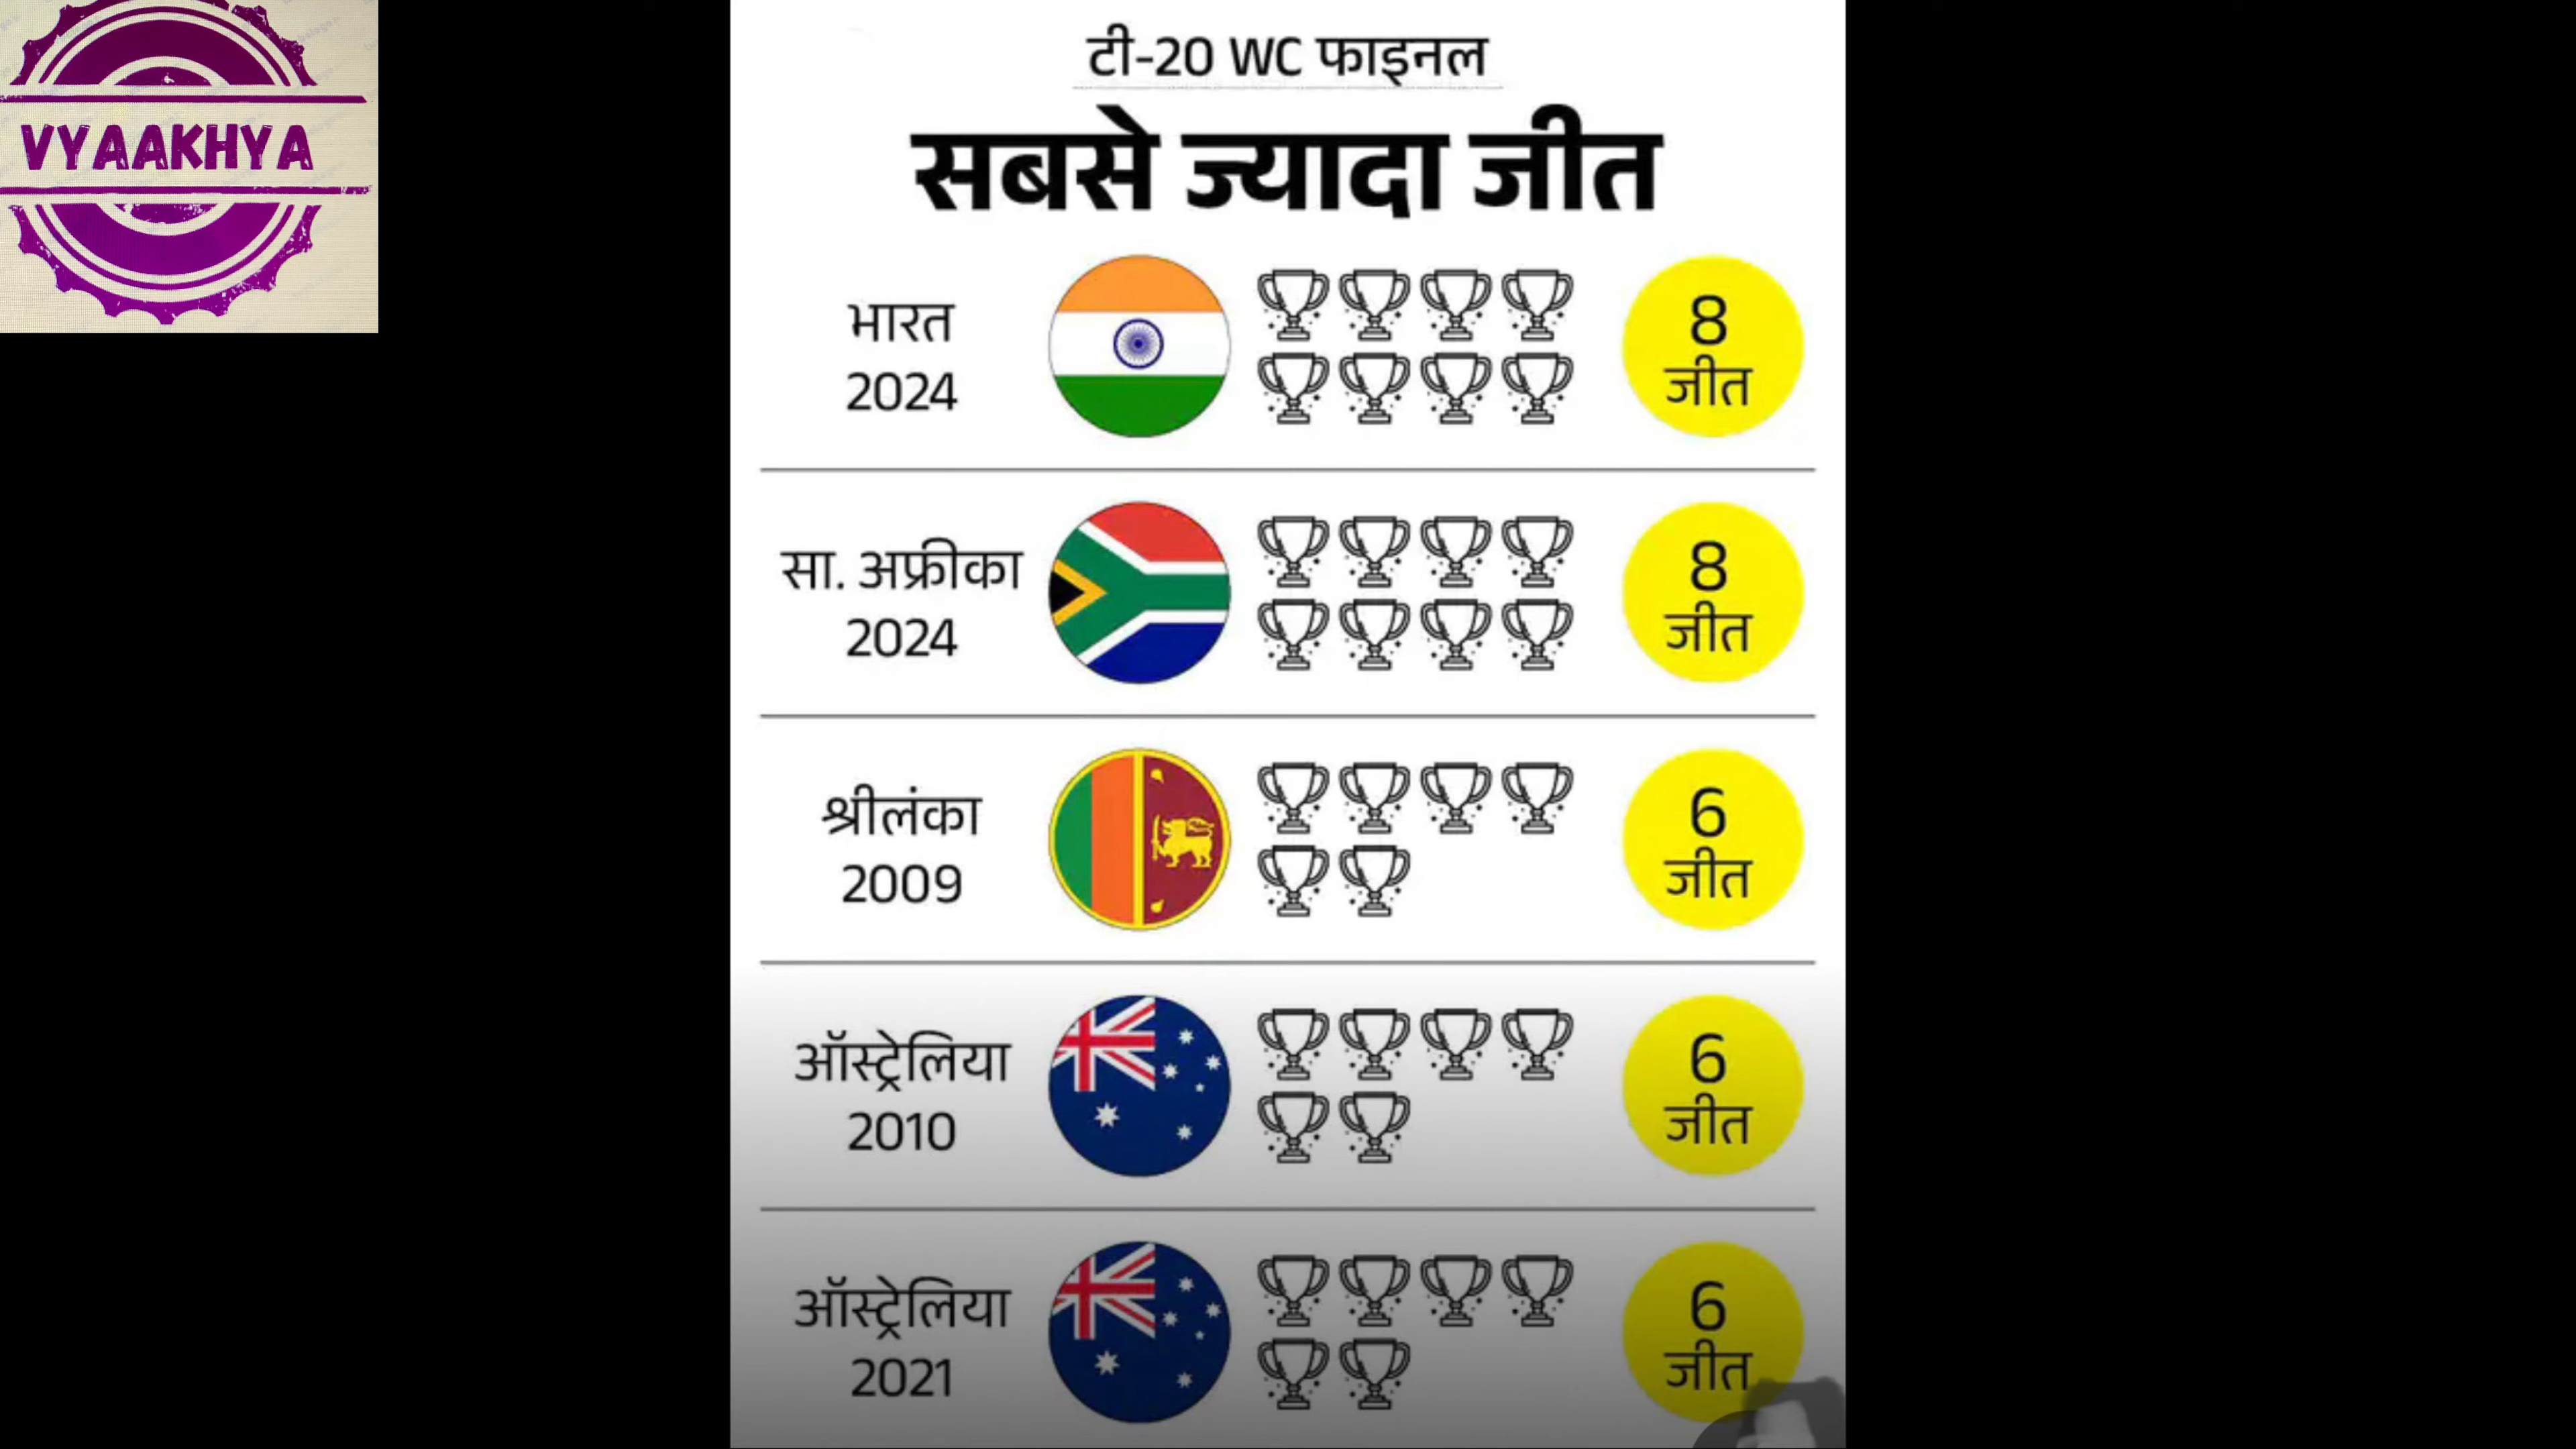 VYAAKHYA
टी-20 WC फाइनल
सबसे ज्यादा जीत
भारत
2024
8
जीत
सा. अफ्रीका
2024
8
जीत
श्रीलंका
2009
6
जीत
ऑस्ट्रेलिया
2010
6
जीत
ऑस्ट्रेलिया
2021
6
जीत